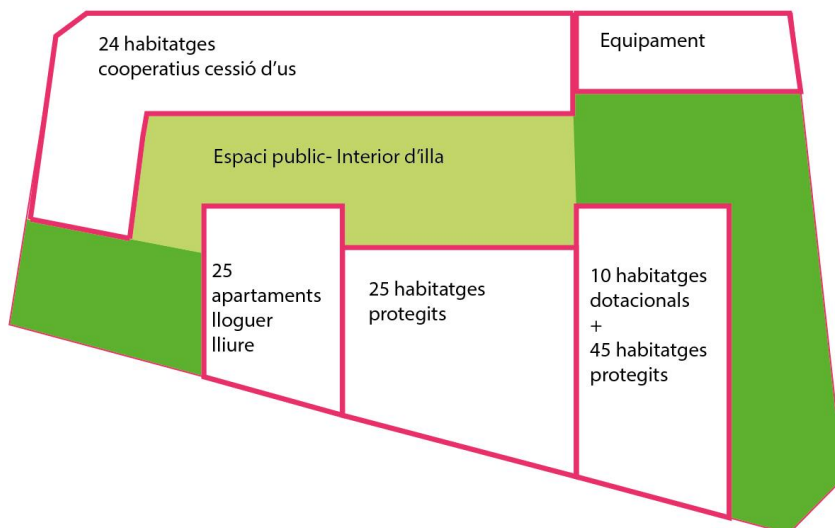 24 habitatges
cooperatius cessió d'us
Equipament
Espaci public- Interior d'illa
25
apartaments
lloguer
lliure
25 habitatges
protegits
10 habitatges
dotacionals
+
45 habitatges
protegits